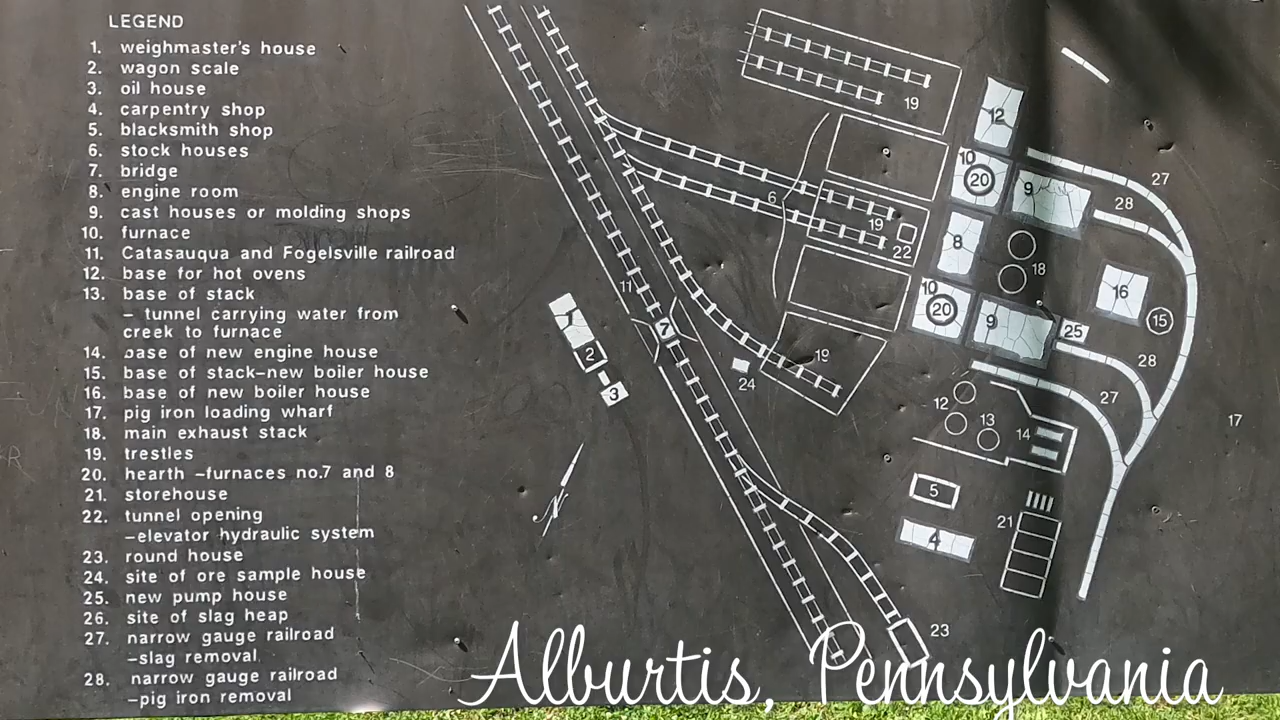 LEGEND
1. weighmaster's house
2. wagon scale
3. oil house
4. carpentry shop
5. blacksmith shop
6. stock houses
7. bridge
8. engine room
9. cast houses or molding shops
10. furnace
11. Catasauqua and Fogelsville railroad
12. base for hot ovens
13. base of stack
– tunnel carrying water from
creek to furnace
14. base of new engine house
15. base of stack–new boiler house
16. base of new boiler house
17. pig iron loading wharf
18. main exhaust stack
19. trestles
20. hearth –furnaces no.7 and 8
21. storehouse
22. tunnel opening
–elevator hydraulic system
23. round house
24. site of ore sample house
25. new pump house
26. site of slag heap
27. narrow gauge railroad
–slag removal
28. narrow gauge railroad
–pig iron removal
19
12
10
20
9
27
28
6
19
22
8
18
11
16
10
20
9
15
7
1
2
3
25
19
24
28
27
12
13
14
17
5
4
21
N
23
Alburtis, Pennsylvania